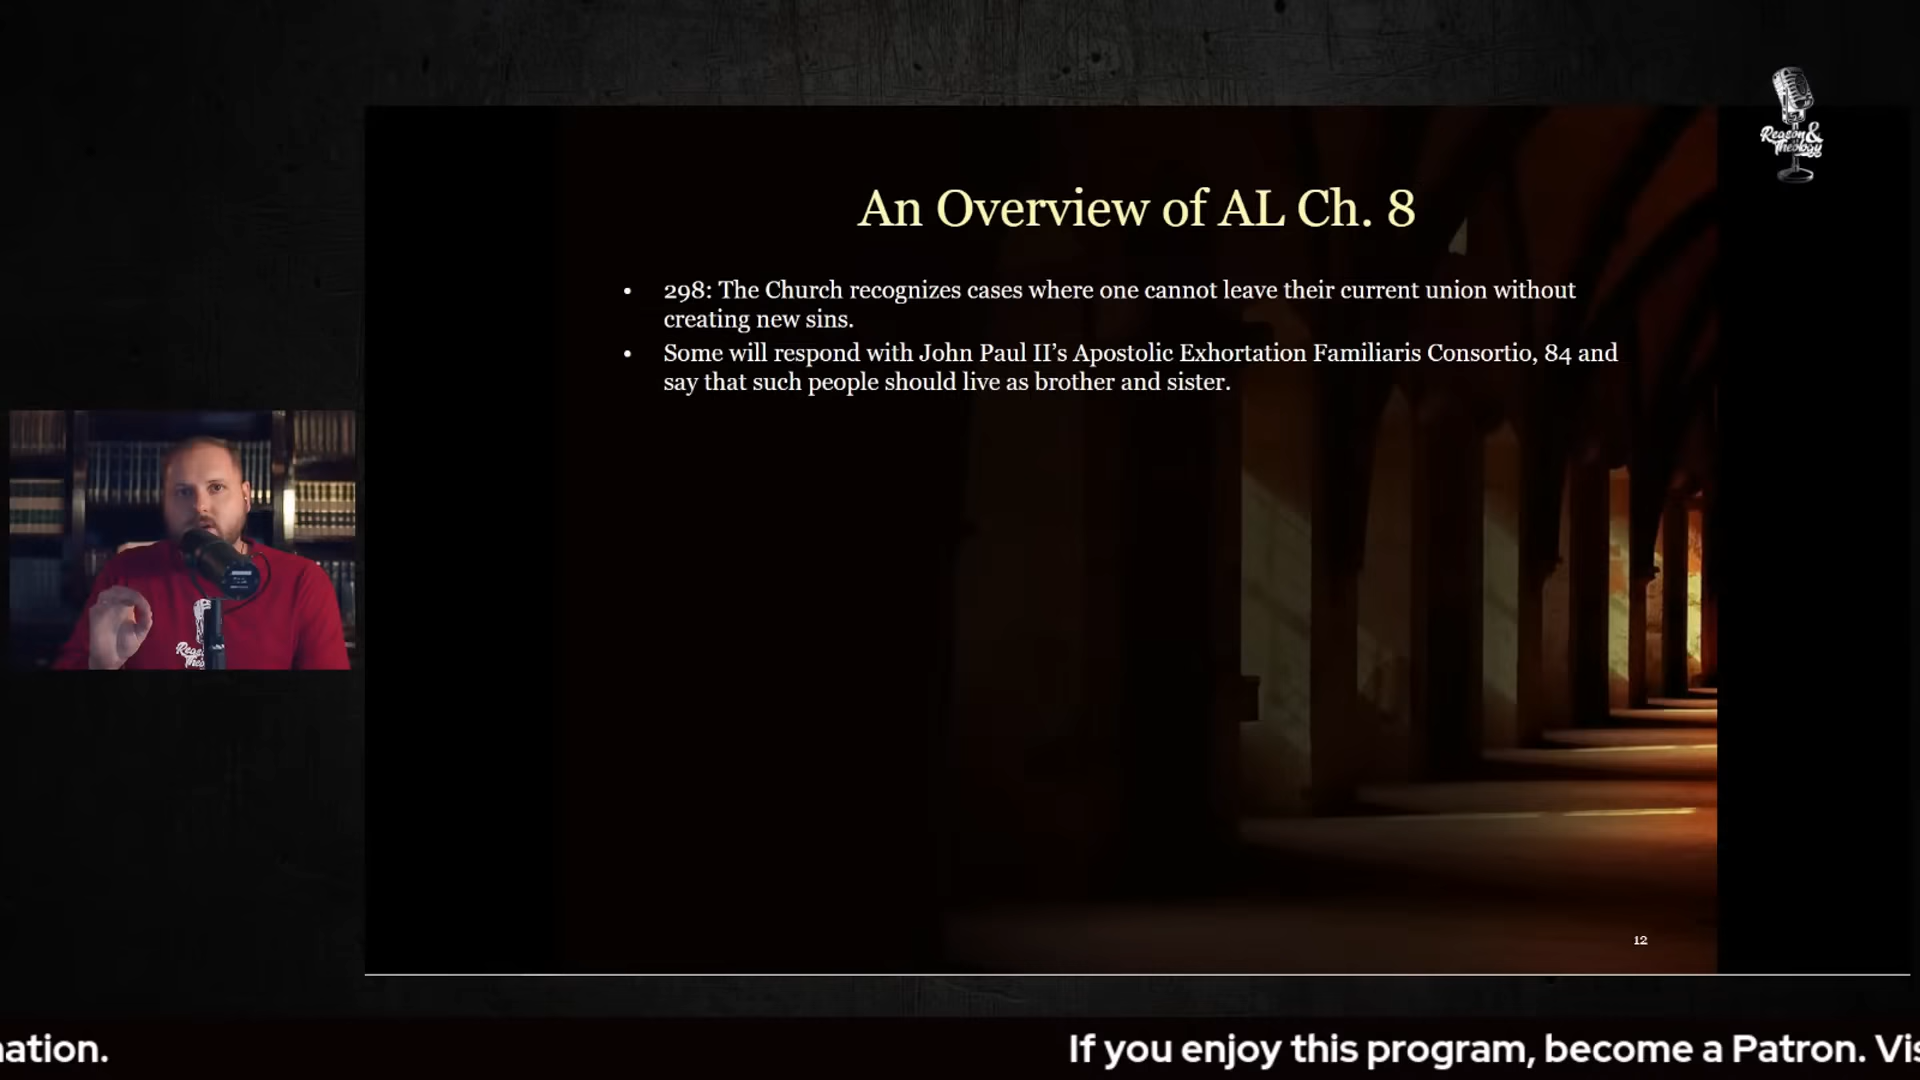 Reason &
Theology
An Overview of AL Ch. 8
• 298: The Church recognizes cases where one cannot leave their current union without
creating new sins.
• Some will respond with John Paul II’s Apostolic Exhortation Familiaris Consortio, 84 and
say that such people should live as brother and sister.
12
ation. If you enjoy this program, become a Patron. Vis